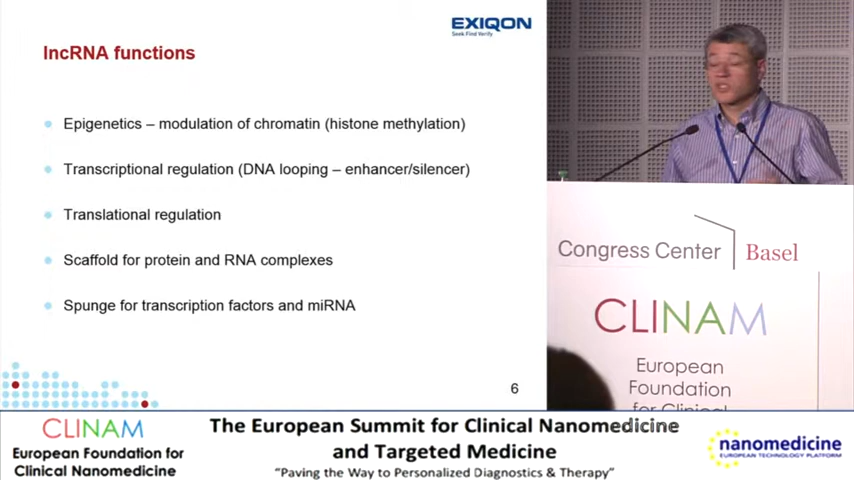 EXIQON
Seek Find Verify
lncRNA functions
Epigenetics – modulation of chromatin (histone methylation)
Transcriptional regulation (DNA looping – enhancer/silencer)
Translational regulation
Scaffold for protein and RNA complexes
Spunge for transcription factors and miRNA
6
Congress Center Basel
CLINAM
European
Foundation
for Clinical
CLINAM
European Foundation for
Clinical Nanomedicine
The European Summit for Clinical Nanomedicine
and Targeted Medicine
"Paving the Way to Personalized Diagnostics & Therapy"
nanomedicine
EUROPEAN TECHNOLOGY PLATFORM